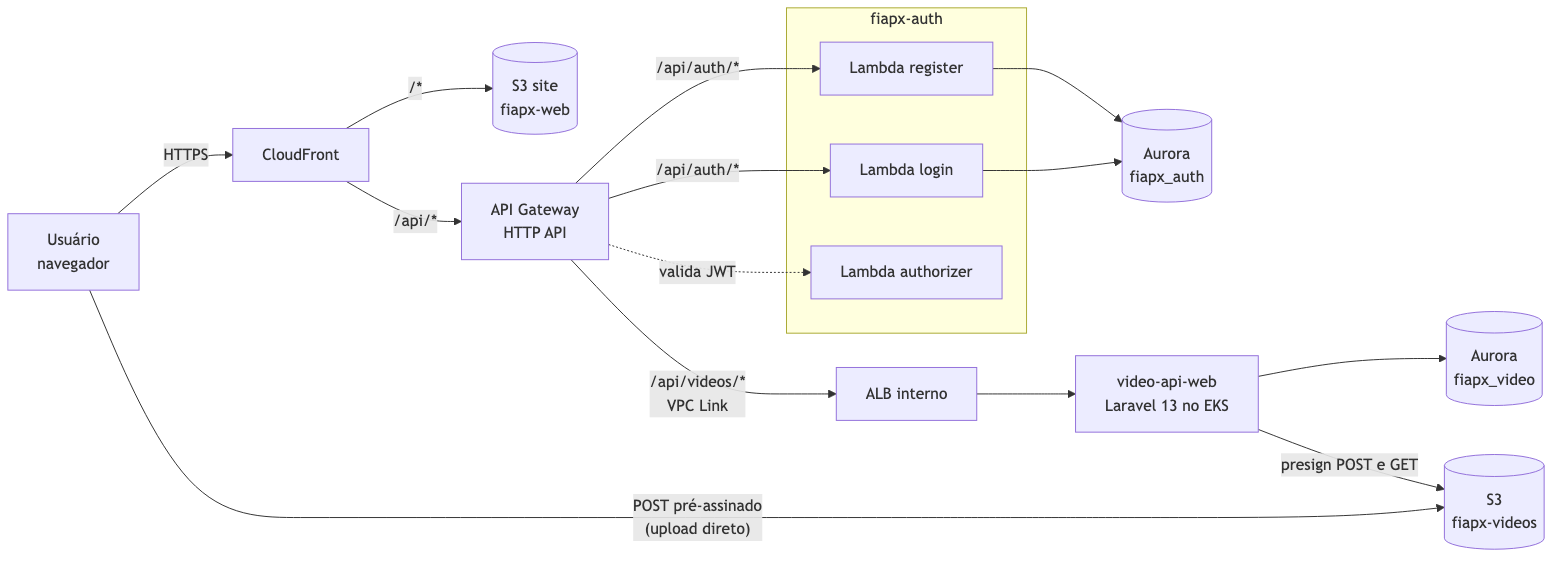 fiapx-auth
/api/auth/*
Lambda register
/*
S3 site
fiapx-web
HTTPS
CloudFront
Aurora
fiapx_auth
/api/auth/*
Lambda login
/api/*
API Gateway
HTTP API
Usuário
navegador
valida JWT
Lambda authorizer
/api/videos/*
VPC Link
ALB interno
video-api-web
Laravel 13 no EKS
Aurora
fiapx_video
presign POST e GET
POST pré-assinado
(upload direto)
S3
fiapx-videos